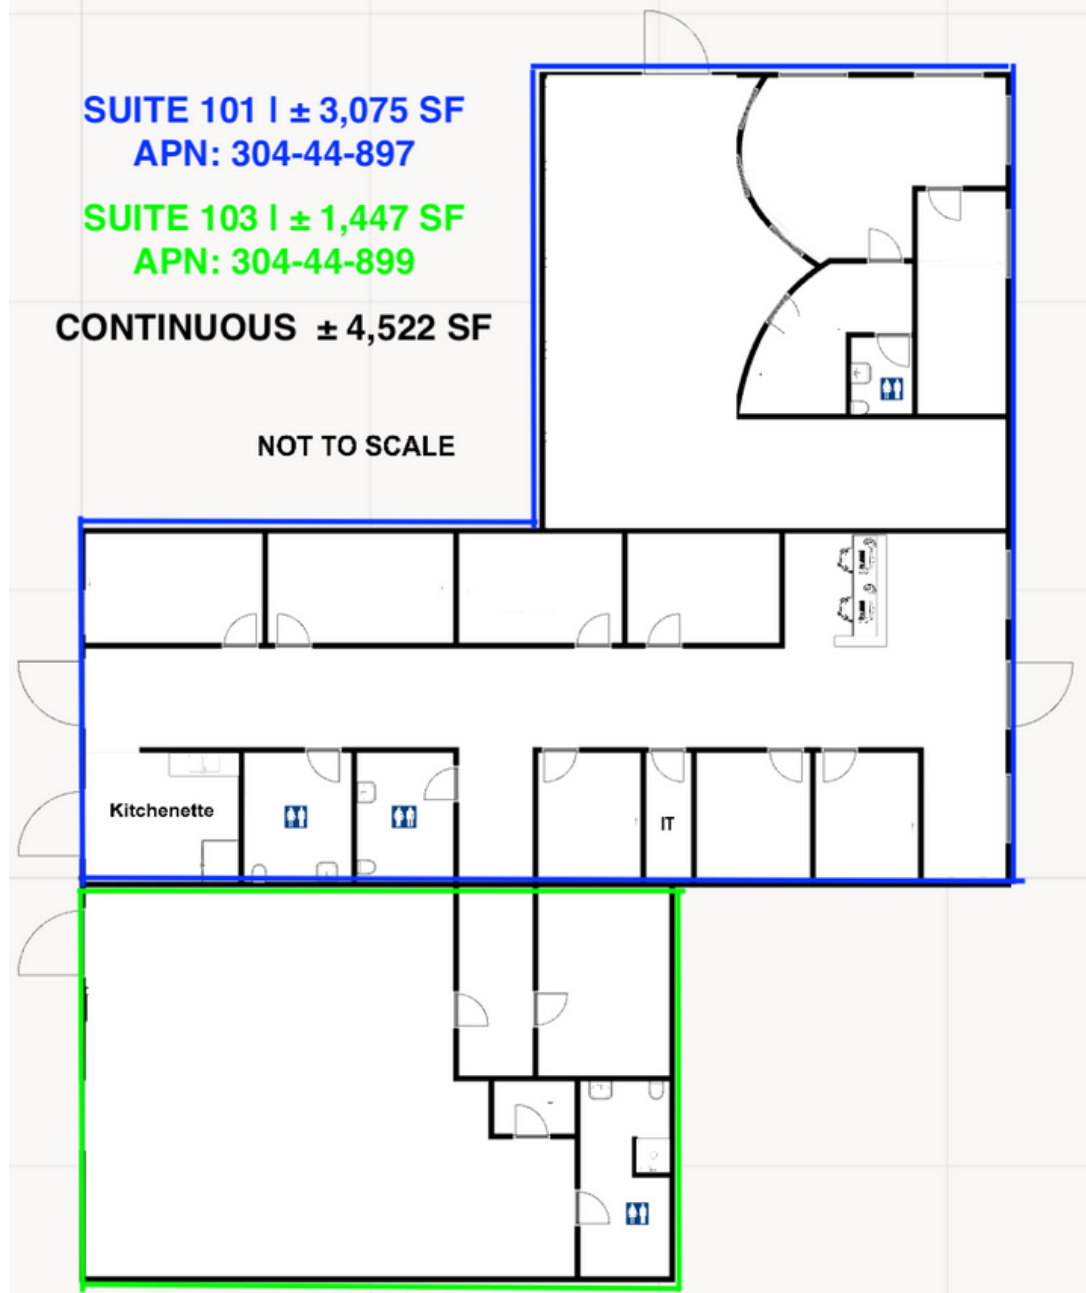 SUITE 101 | ± 3,075 SF
APN: 304-44-897
SUITE 103 | ± 1,447 SF
APN: 304-44-899
CONTINUOUS ± 4,522 SF
NOT TO SCALE
Kitchenette
IT